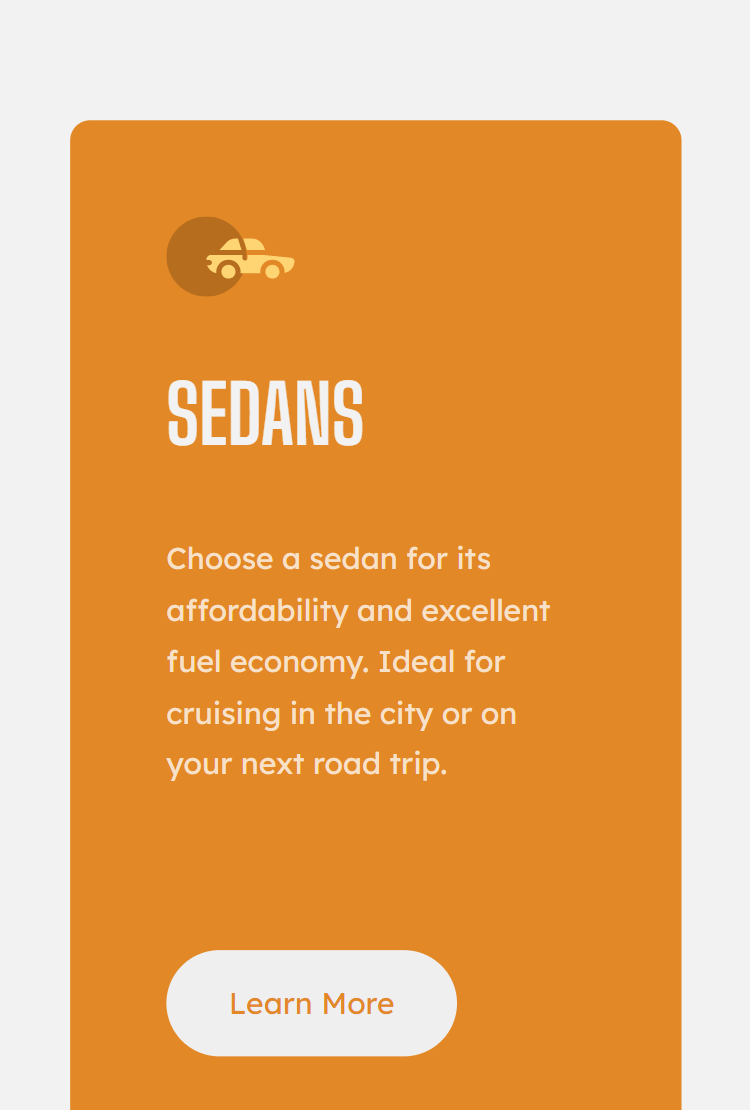 SEDANS
Choose a sedan for its
affordability and excellent
fuel economy. Ideal for
cruising in the city or on
your next road trip.
Learn More